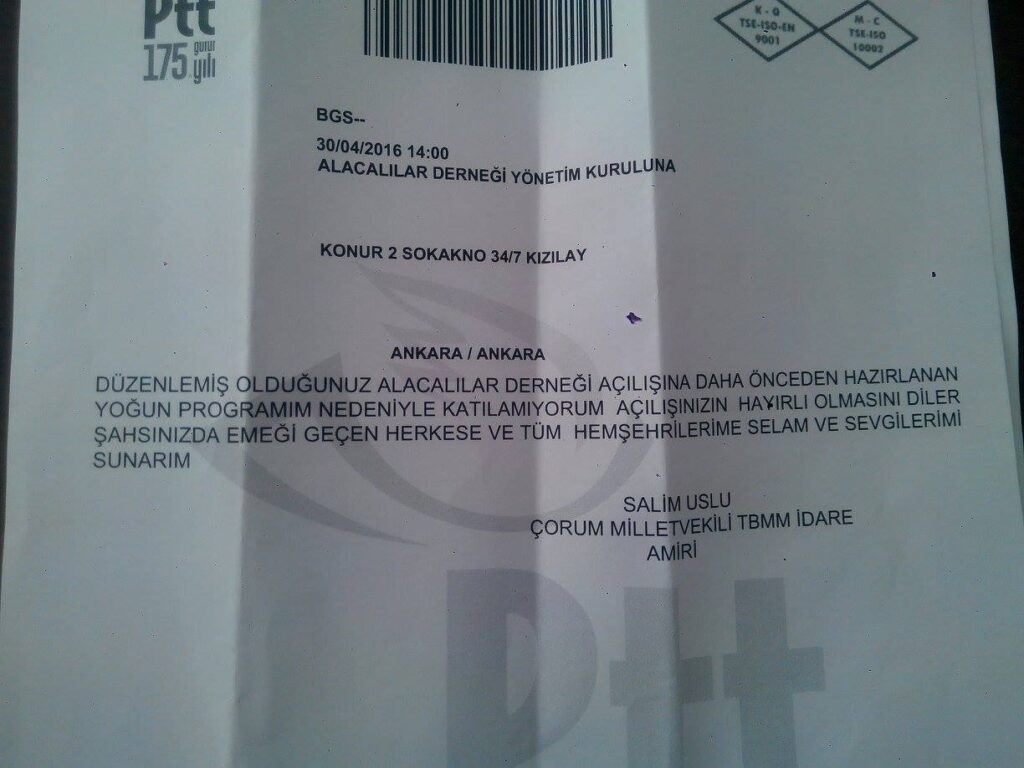 Ptt
175 gurur
yılı
K - Q
TSE-ISO-EN
9001
M - C
TSE-ISO
10002
BGS--
30/04/2016 14:00
ALACALILAR DERNEĞİ YÖNETİM KURULUNA
KONUR 2 SOKAKNO 34/7 KIZILAY
ANKARA / ANKARA
DÜZENLEMİŞ OLDUĞUNUZ ALACALILAR DERNEĞİ AÇILIŞINA DAHA ÖNCEDEN HAZIRLANAN
YOĞUN PROGRAMIM NEDENİYLE KATILAMIYORUM AÇILIŞINIZIN HAYIRLI OLMASINI DİLER
ŞAHSINIZDA EMEĞİ GEÇEN HERKESE VE TÜM HEMŞEHRİLERİME SELAM VE SEVGİLERİMİ
SUNARIM
SALİM USLU
ÇORUM MİLLETVEKİLİ TBMM İDARE
AMİRİ
Ptt